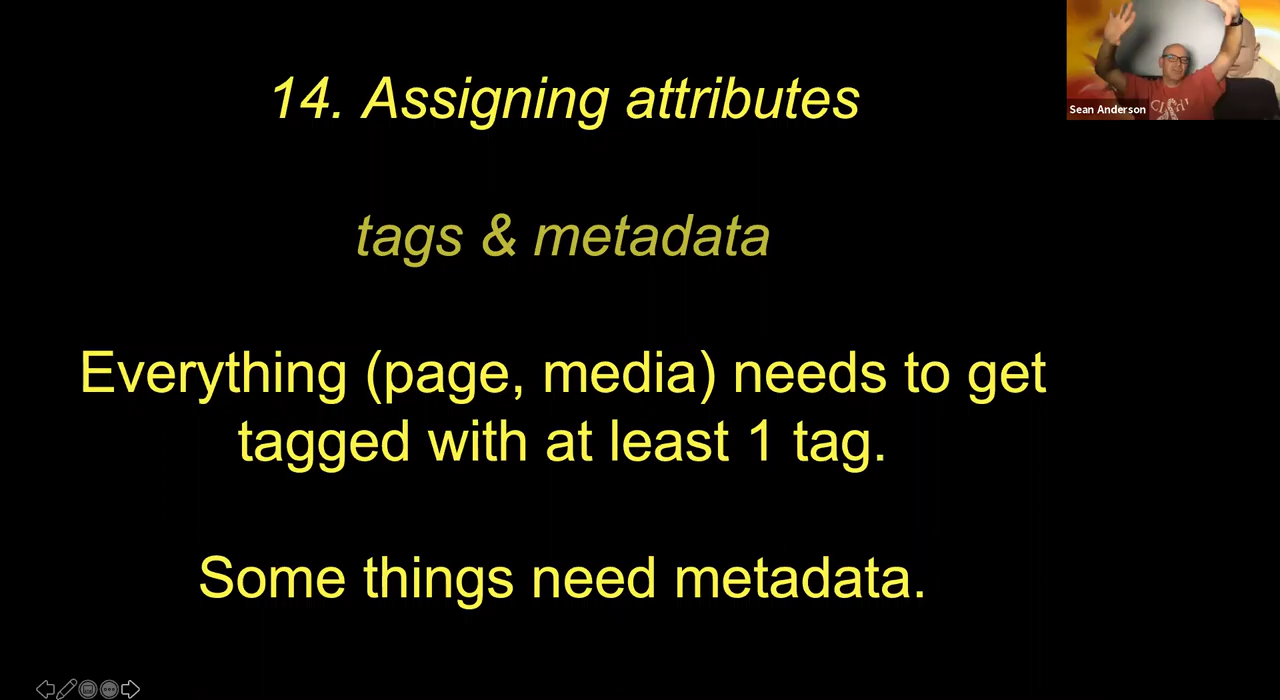 14. Assigning attributes
tags & metadata
Everything (page, media) needs to get
tagged with at least 1 tag.
Some things need metadata.
Sean Anderson